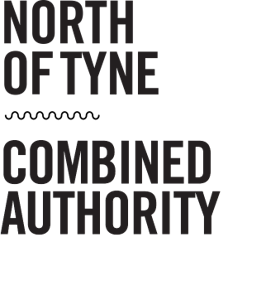 NORTH
OF TYNE
COMBINED
AUTHORITY